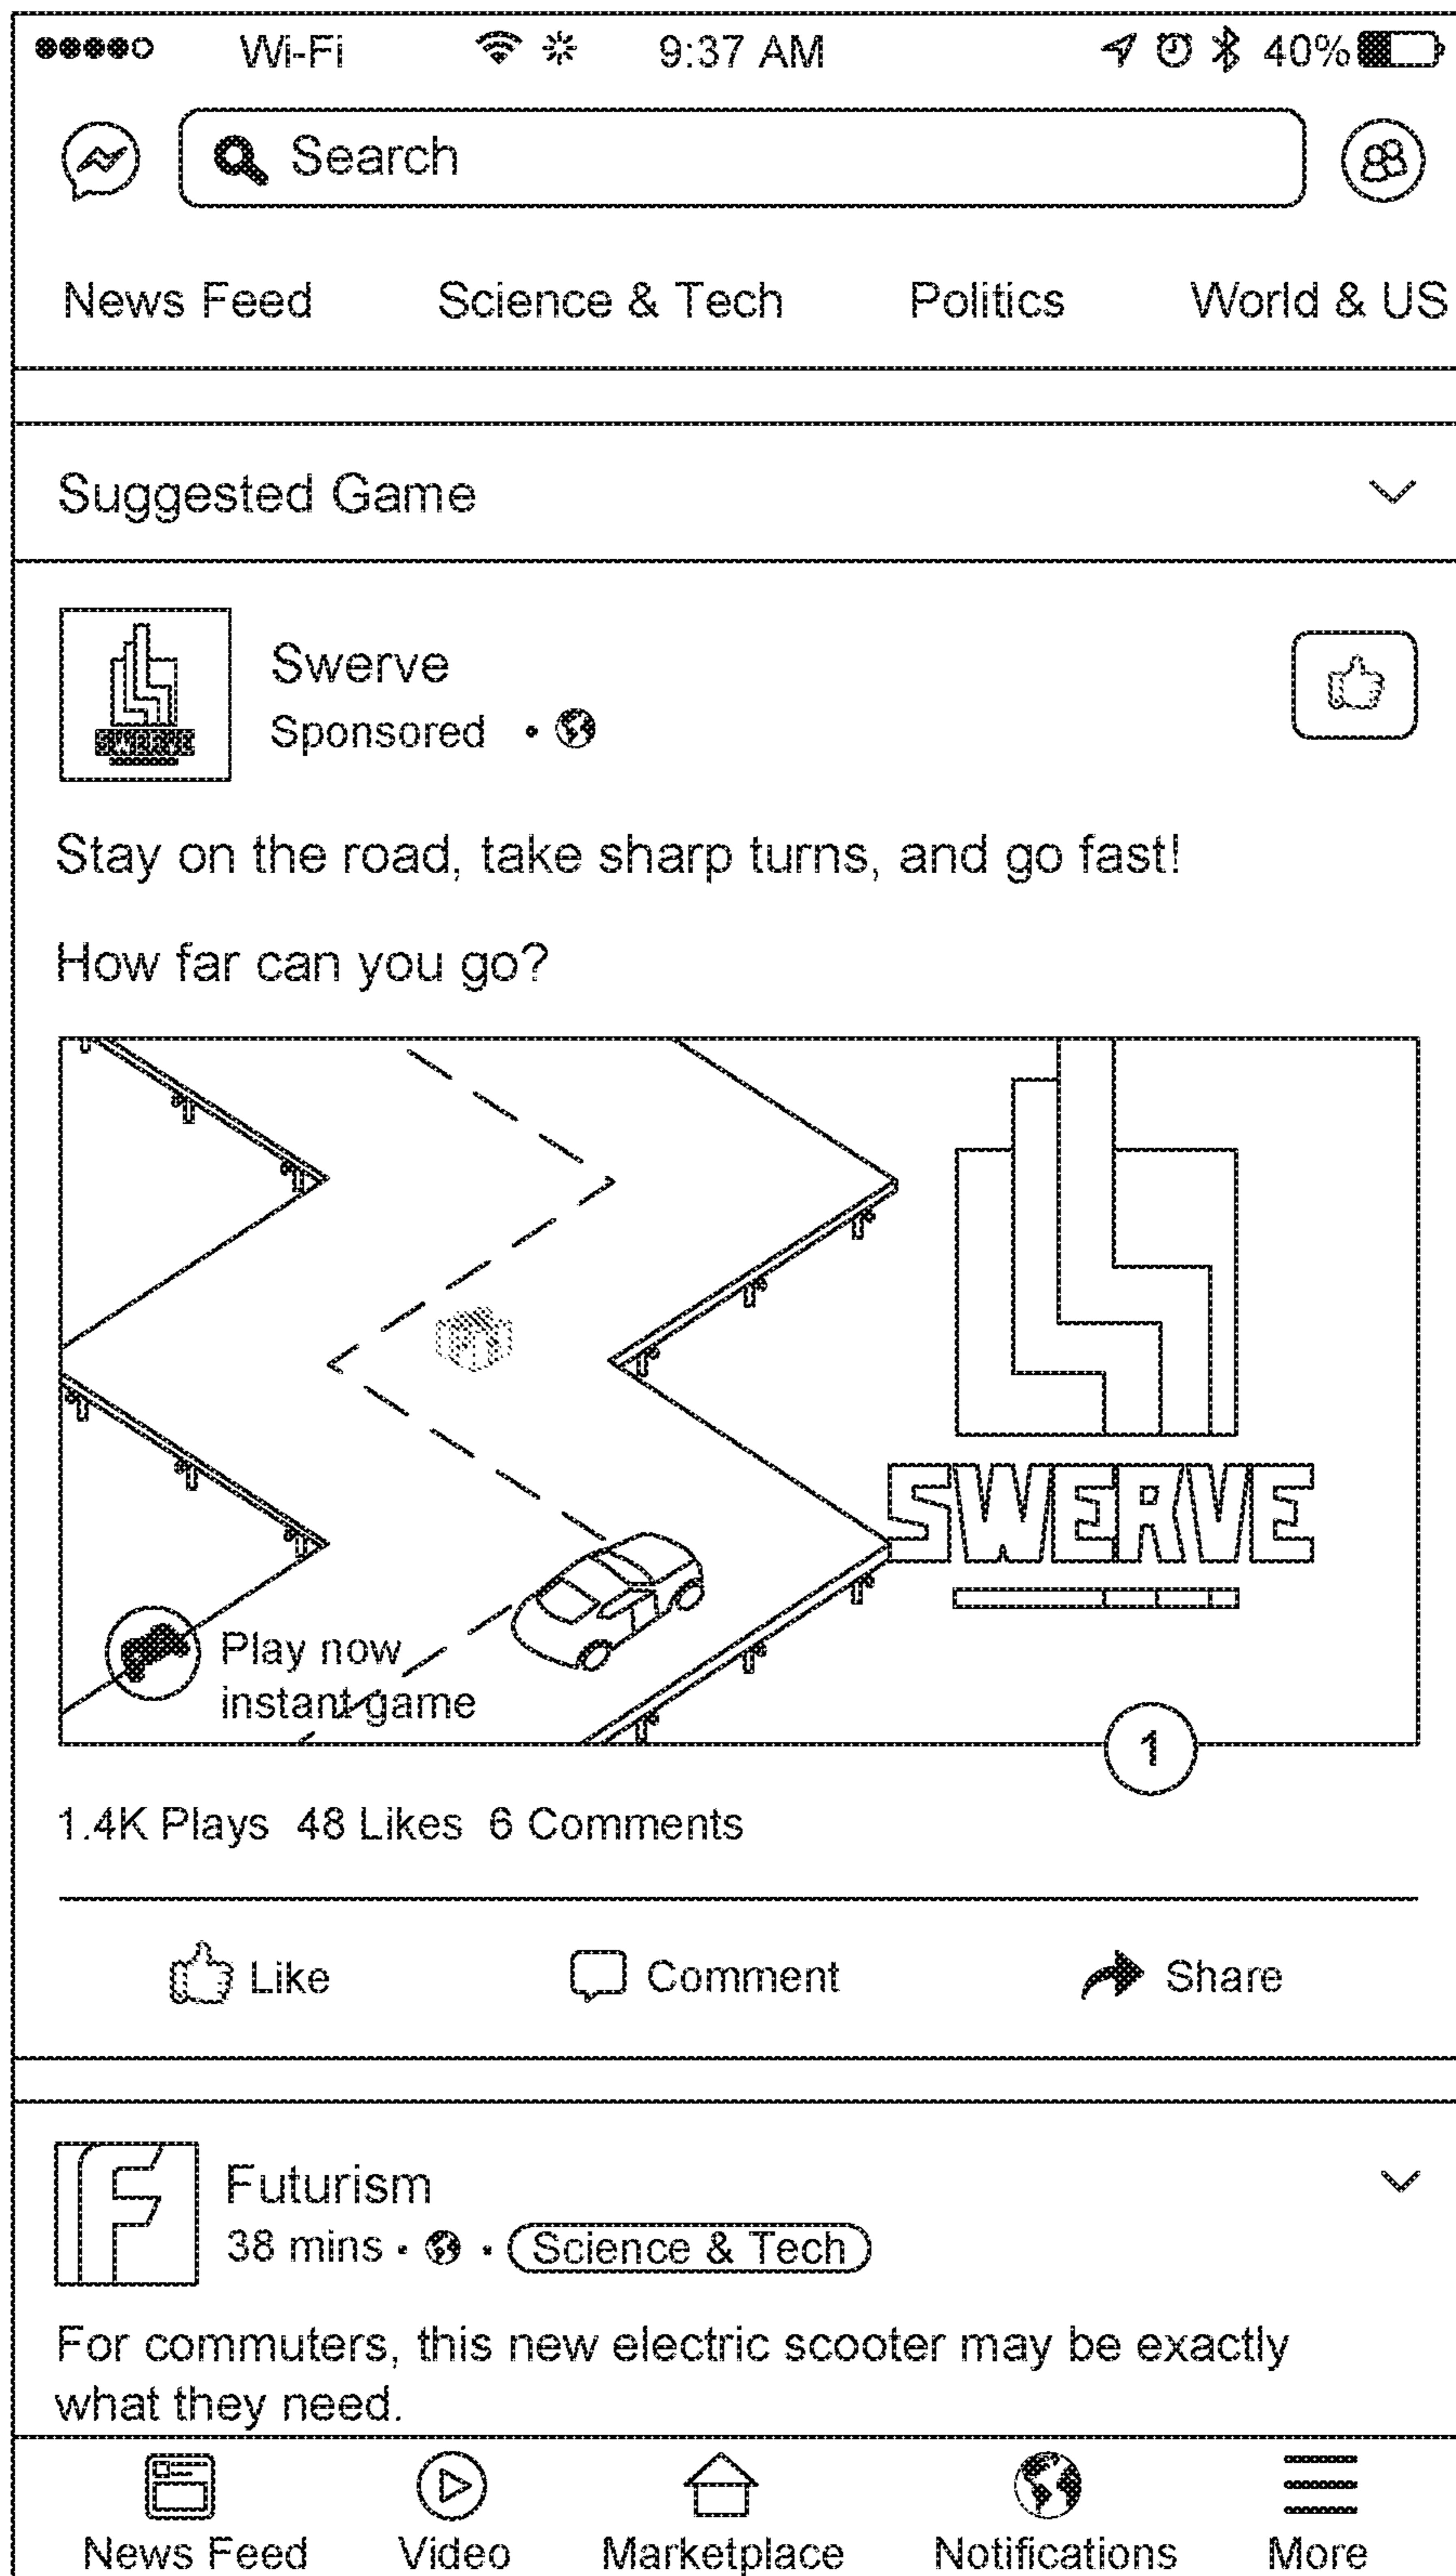 Wi-Fi 9:37 AM 40%
Search
News Feed Science & Tech Politics World & US
Suggested Game
SWERVE
Swerve
Sponsored •
Stay on the road, take sharp turns, and go fast!
How far can you go?
SWERVE
Play now
instant game
1
1.4K Plays 48 Likes 6 Comments
Like Comment Share
F
Futurism
38 mins • • Science & Tech
For commuters, this new electric scooter may be exactly
what they need.
News Feed Video Marketplace Notifications More